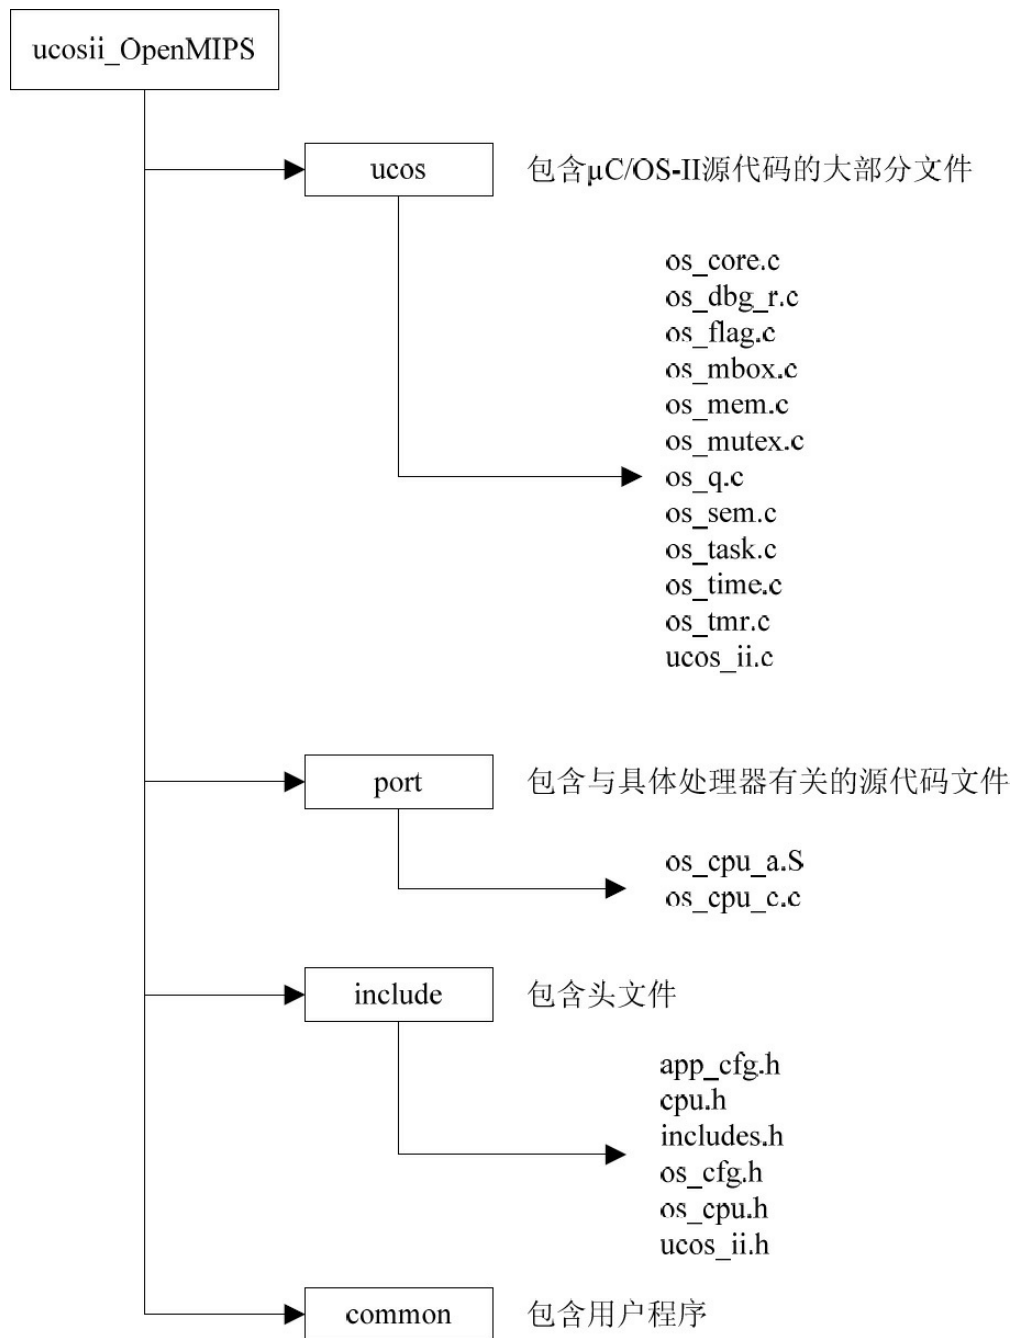 ucosii_OpenMIPS
ucos
包含μC/OS-II源代码的大部分文件
os_core.c
os_dbg_r.c
os_flag.c
os_mbox.c
os_mem.c
os_mutex.c
os_q.c
os_sem.c
os_task.c
os_time.c
os_tmr.c
ucos_ii.c
port
包含与具体处理器有关的源代码文件
os_cpu_a.S
os_cpu_c.c
include
包含头文件
app_cfg.h
cpu.h
includes.h
os_cfg.h
os_cpu.h
ucos_ii.h
common
包含用户程序